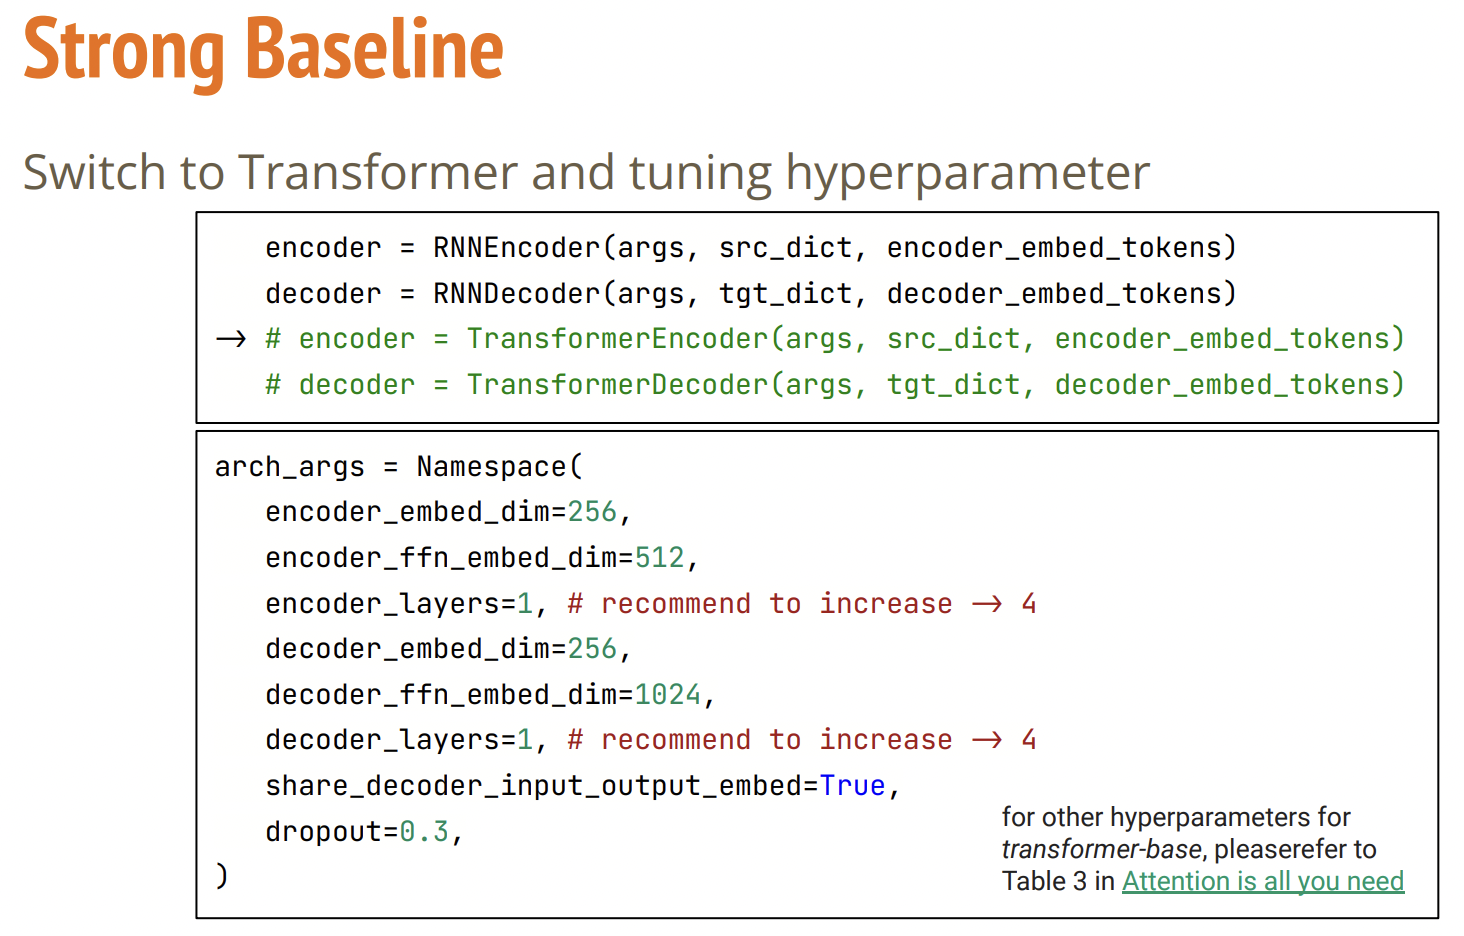 Strong Baseline
Switch to Transformer and tuning hyperparameter
encoder = RNNEncoder(args, src_dict, encoder_embed_tokens)
decoder = RNNDecoder(args, tgt_dict, decoder_embed_tokens)
→ # encoder = TransformerEncoder(args, src_dict, encoder_embed_tokens)
# decoder = TransformerDecoder(args, tgt_dict, decoder_embed_tokens)
arch_args = Namespace(
encoder_embed_dim=256,
encoder_ffn_embed_dim=512,
encoder_layers=1, # recommend to increase → 4
decoder_embed_dim=256,
decoder_ffn_embed_dim=1024,
decoder_layers=1, # recommend to increase → 4
share_decoder_input_output_embed=True,
dropout=0.3,
)
for other hyperparameters for
transformer-base, pleaserefer to
Table 3 in Attention is all you need